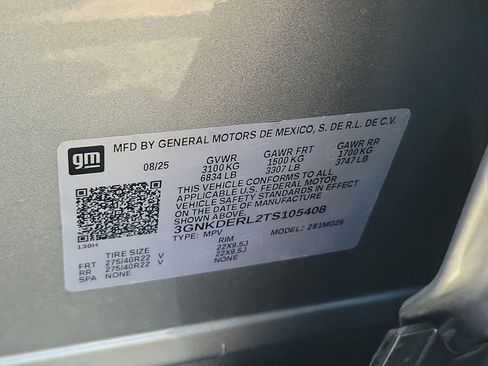 gm
MFD BY GENERAL MOTORS DE MEXICO, S. DE R.L. DE C.V.
08/25 GVWR GAWR FRT GAWR RR
3100 KG 1500 KG 1700 KG
6834 LB 3307 LB 3747 LB
THIS VEHICLE CONFORMS TO ALL
APPLICABLE U.S. FEDERAL MOTOR
VEHICLE SAFETY STANDARDS IN EFFECT
ON THE DATE OF MANUFACTURE SHOWN ABOVE.
3GNKDERL2TS105408
TYPE: MPV MODEL: 281MG26
130H
TIRE SIZE RIM
FRT 275/40R22 V 22X9.5J
RR 275/40R22 V 22X9.5J
SPA NONE NONE